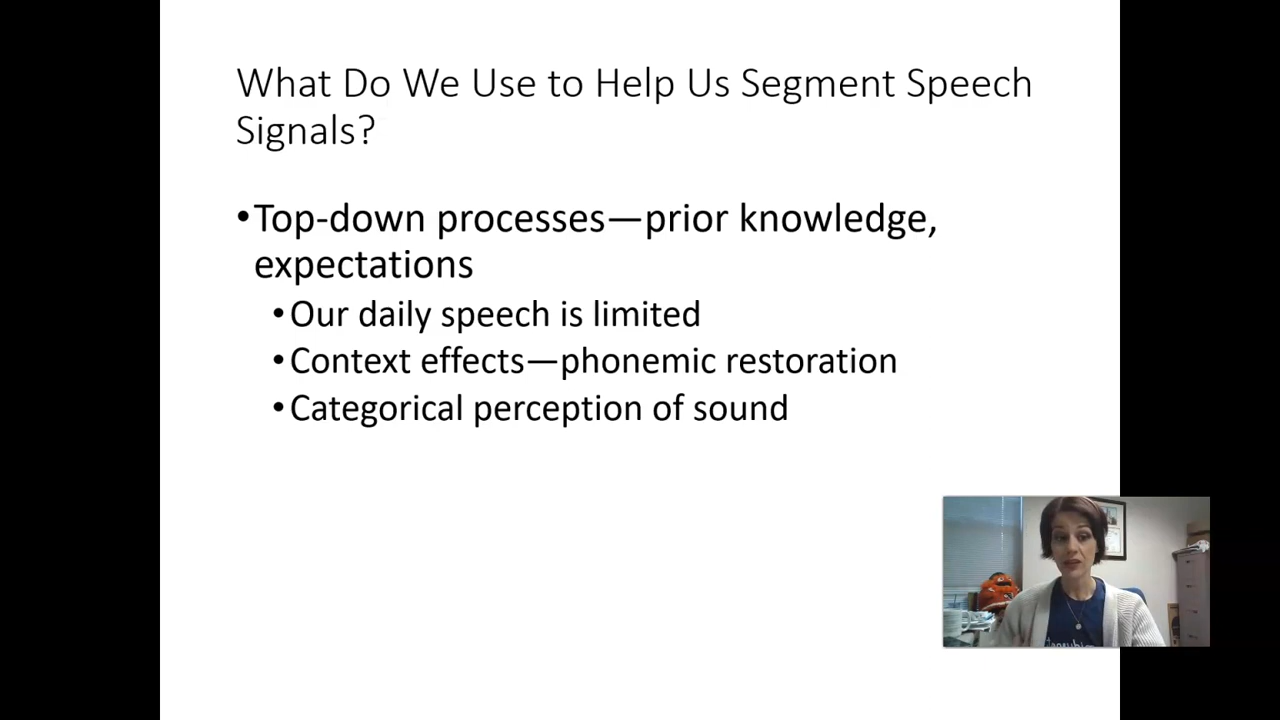 What Do We Use to Help Us Segment Speech
Signals?
•Top-down processes—prior knowledge,
expectations
•Our daily speech is limited
•Context effects—phonemic restoration
•Categorical perception of sound